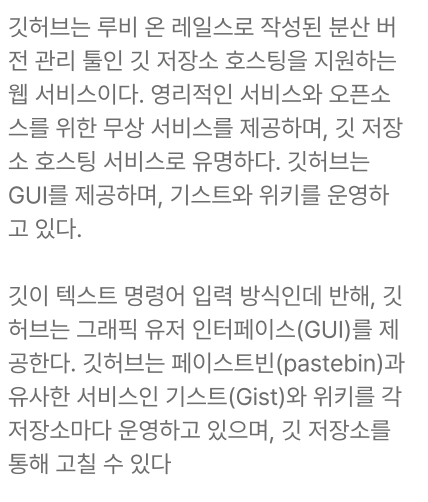 깃허브는 루비 온 레일스로 작성된 분산 버
전 관리 툴인 깃 저장소 호스팅을 지원하는
웹 서비스이다. 영리적인 서비스와 오픈소
스를 위한 무상 서비스를 제공하며, 깃 저장
소 호스팅 서비스로 유명하다. 깃허브는
GUI를 제공하며, 기스트와 위키를 운영하
고 있다.

깃이 텍스트 명령어 입력 방식인데 반해, 깃
허브는 그래픽 유저 인터페이스(GUI)를 제
공한다. 깃허브는 페이스트빈(pastebin)과
유사한 서비스인 기스트(Gist)와 위키를 각
저장소마다 운영하고 있으며, 깃 저장소를
통해 고칠 수 있다